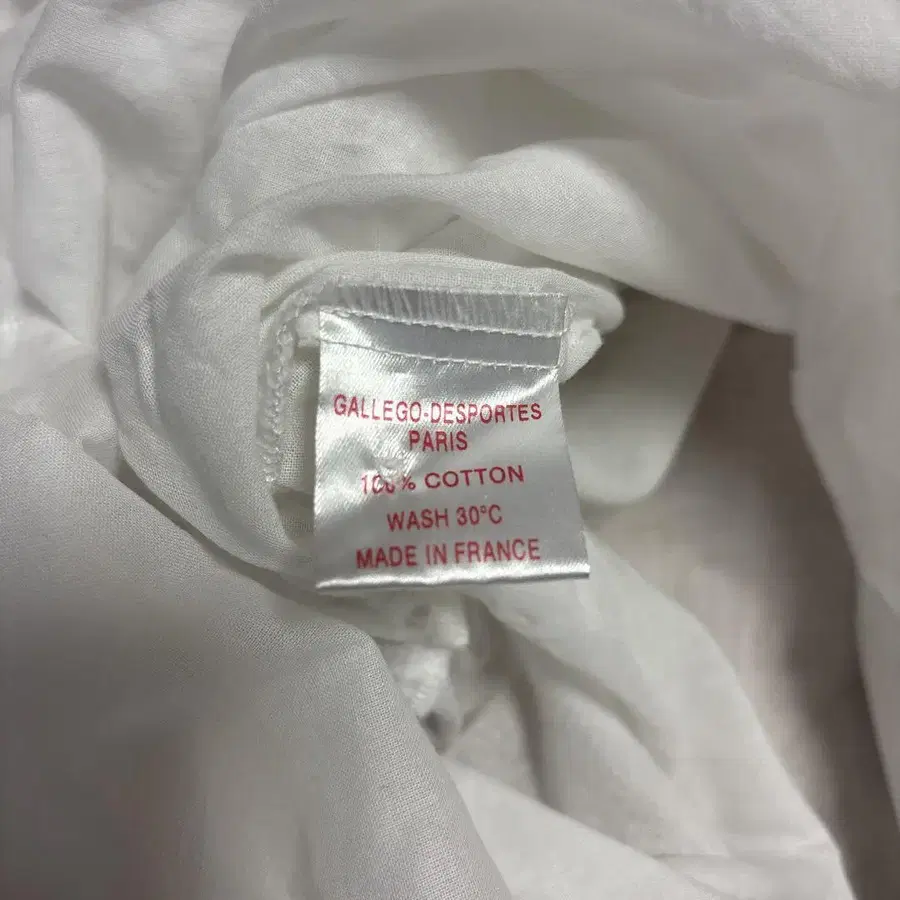 GALLEGO-DESPORTES
PARIS
100% COTTON
WASH 30°C
MADE IN FRANCE